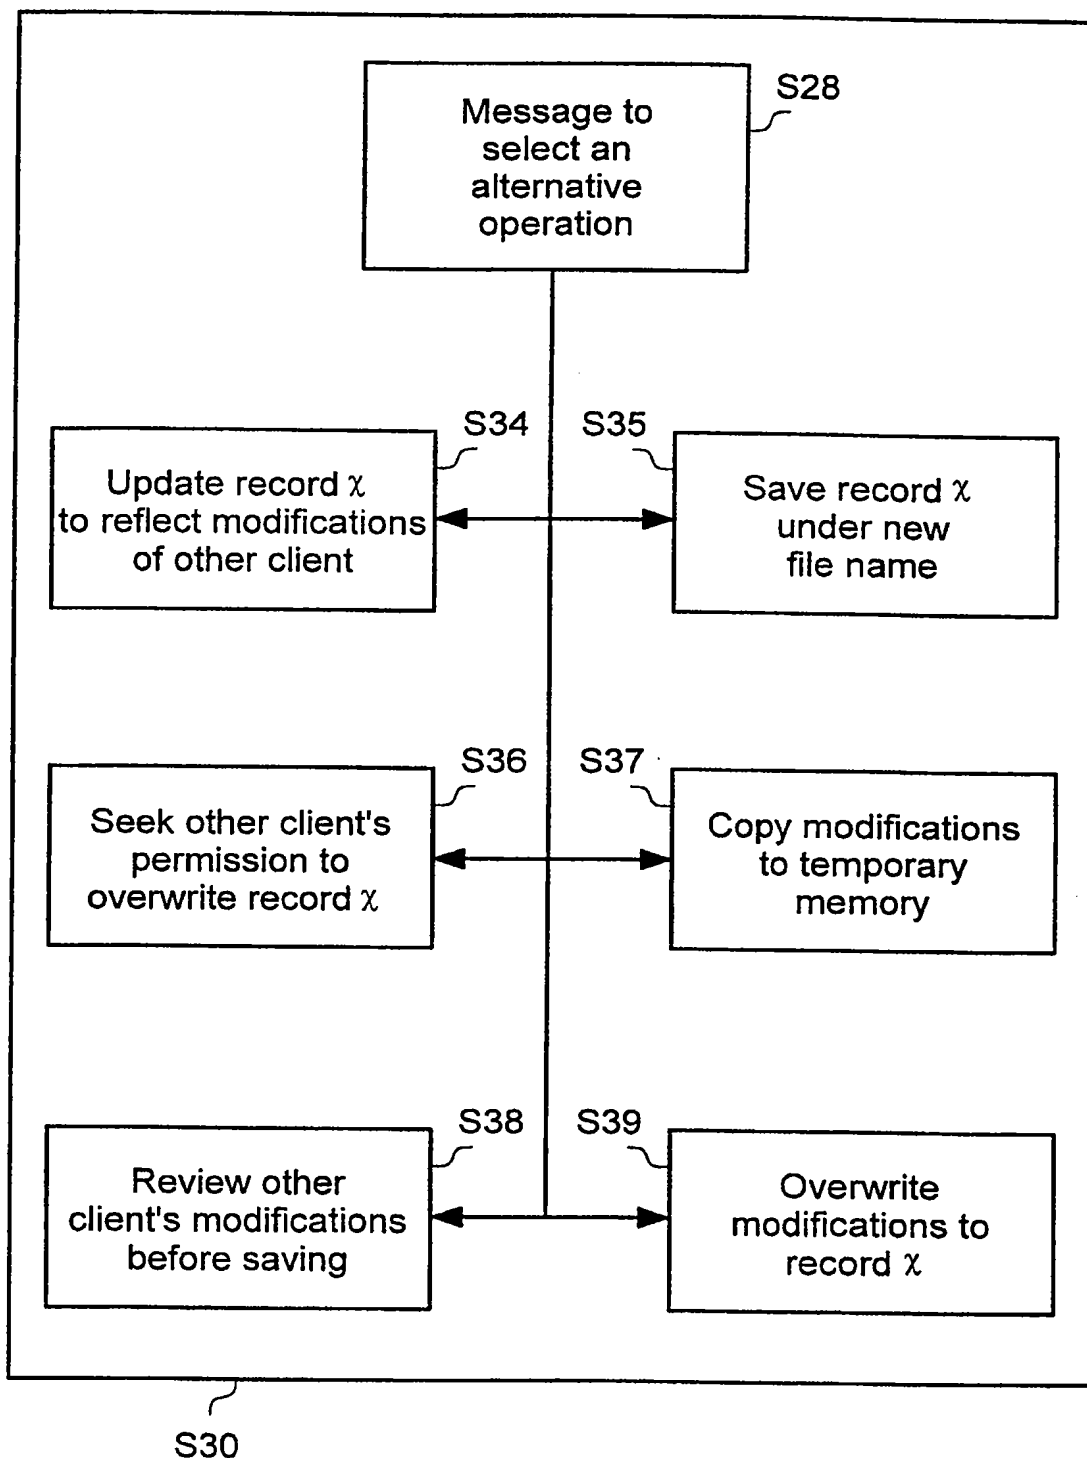 Message to
select an
alternative
operation
S28
S34
Update record χ
to reflect modifications
of other client
S35
Save record χ
under new
file name
S36
Seek other client's
permission to
overwrite record χ
S37
Copy modifications
to temporary
memory
S38
Review other
client's modifications
before saving
S39
Overwrite
modifications to
record χ
S30